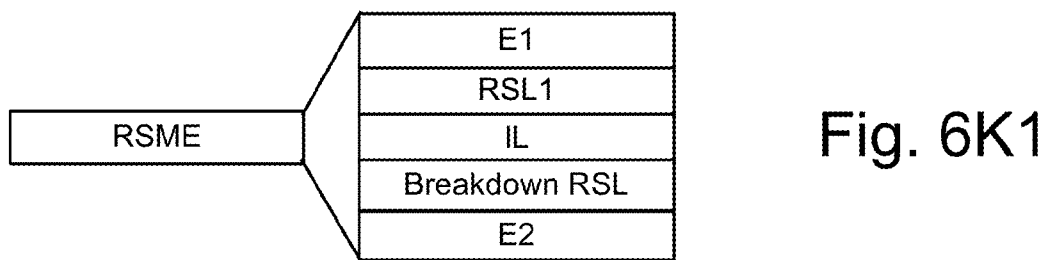 E1
RSL1
RSME
IL
Breakdown RSL
E2
Fig. 6K1